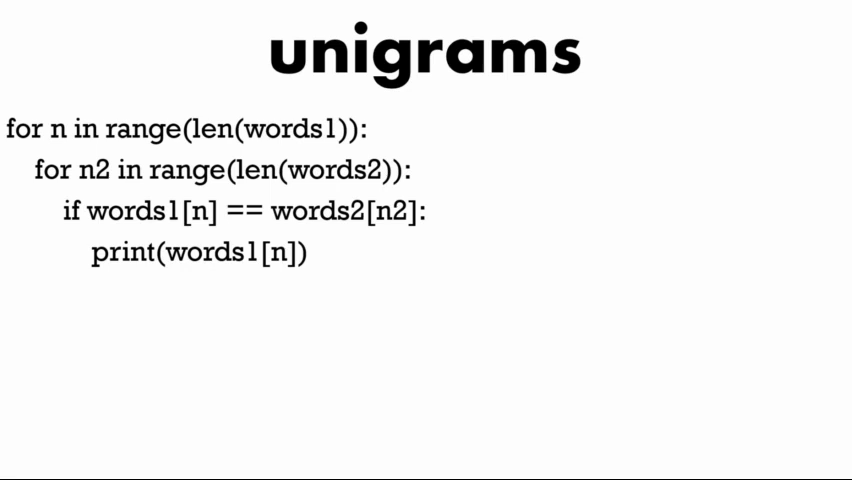 unigrams
for n in range(len(words1)):
for n2 in range(len(words2)):
if words1[n] == words2[n2]:
print(words1[n])